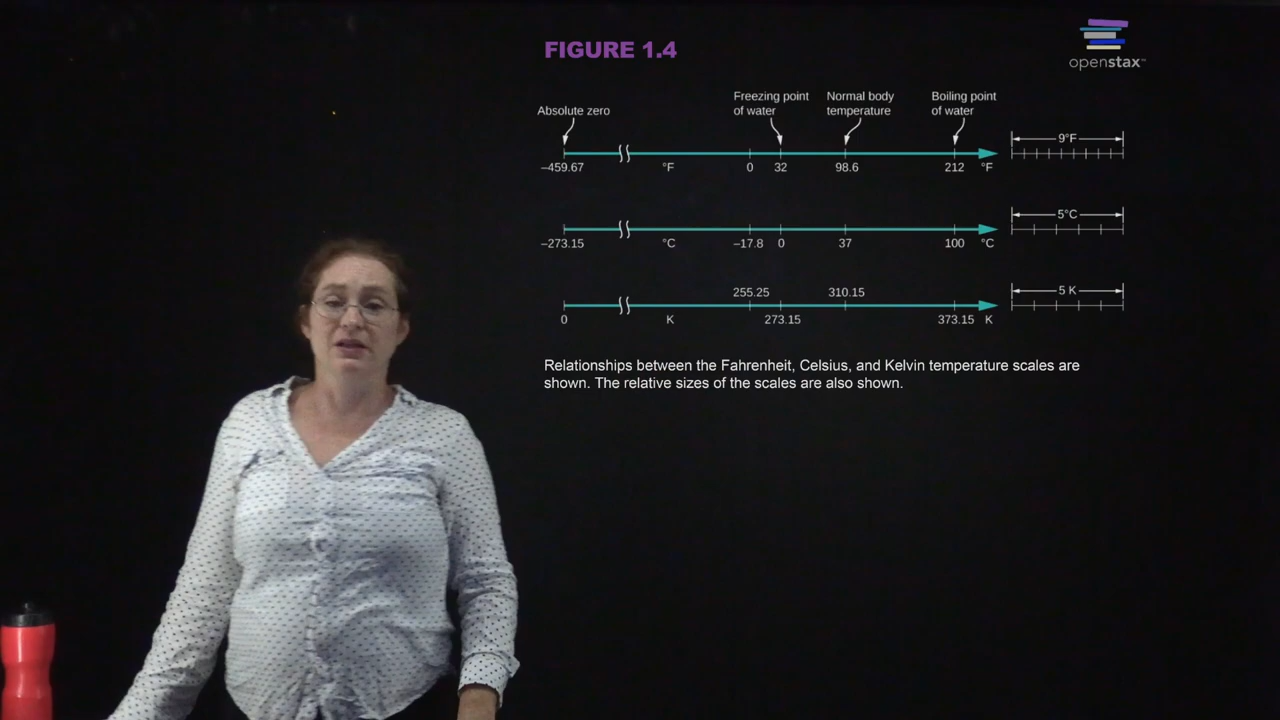 FIGURE 1.4
openstax™
Absolute zero
Freezing point
of water
Normal body
temperature
Boiling point
of water
9°F
–459.67 °F 0 32 98.6 212 °F
5°C
–273.15 °C –17.8 0 37 100 °C
255.25 310.15 5 K
0 K 273.15 373.15 K
Relationships between the Fahrenheit, Celsius, and Kelvin temperature scales are
shown. The relative sizes of the scales are also shown.